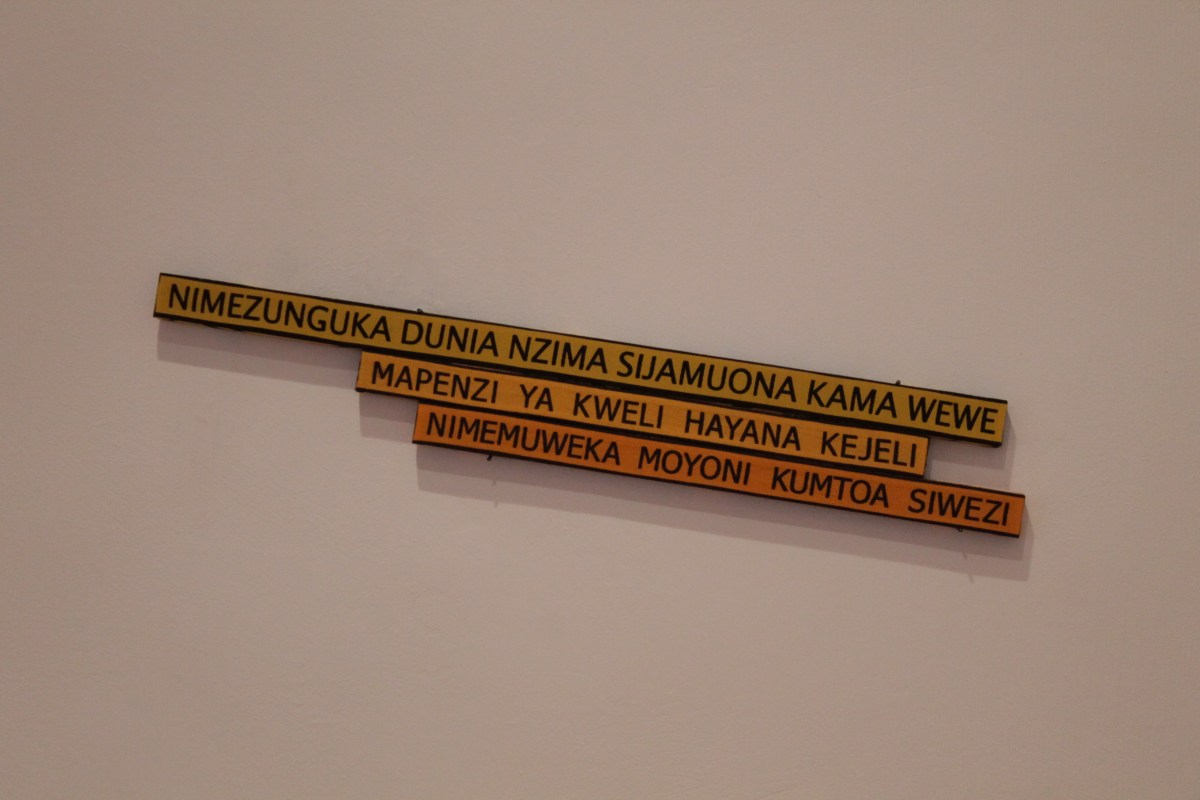 NIMEZUNGUKA DUNIA NZIMA SIJAMUONA KAMA WEWE
MAPENZI YA KWELI HAYANA KEJELI
NIMEMUWEKA MOYONI KUMTOA SIWEZI